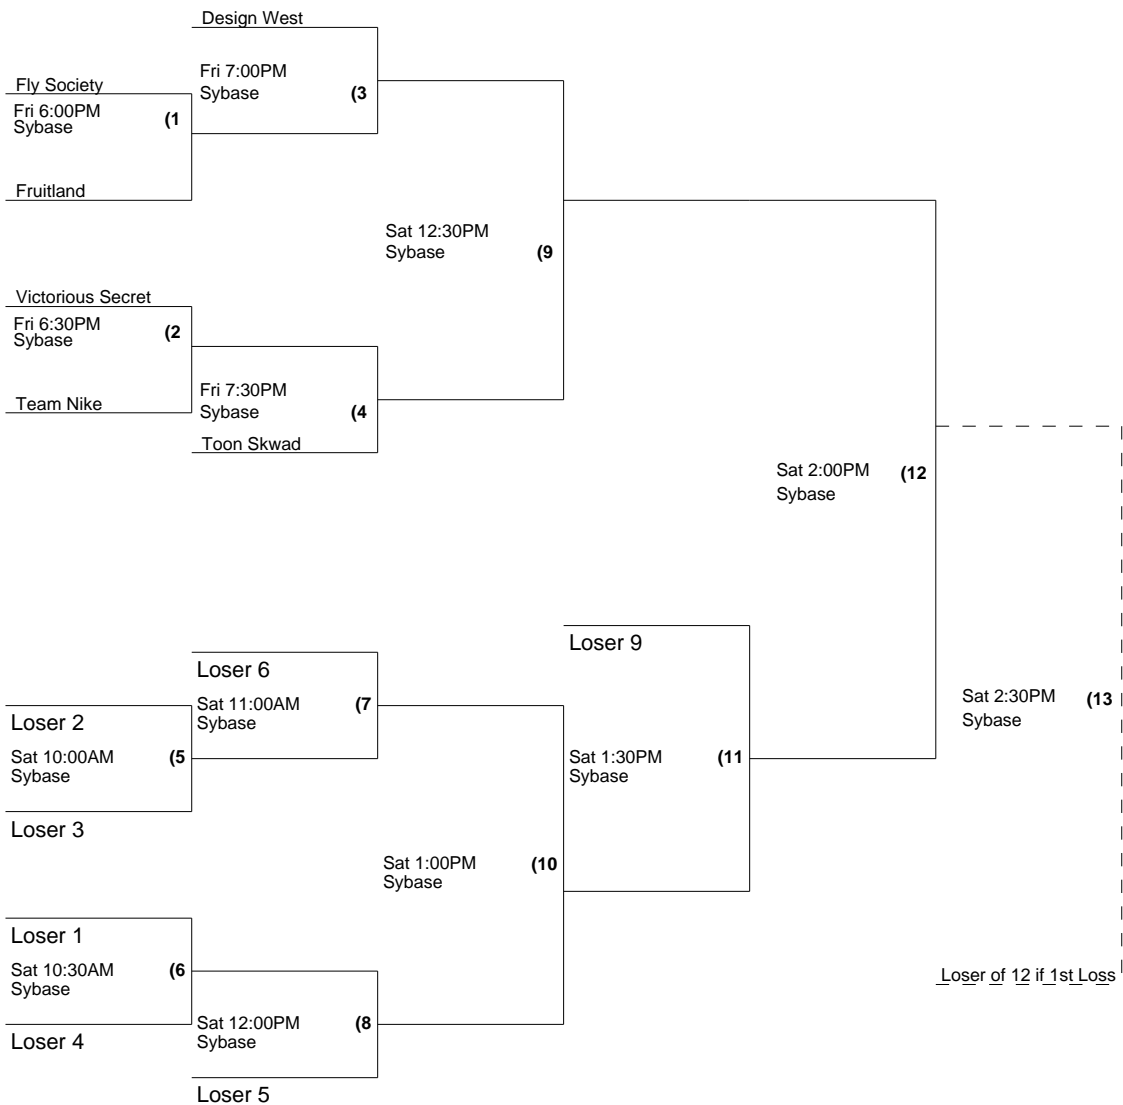 Design West
Fri 7:00PM
Sybase (3
Fly Society
Fri 6:00PM
Sybase (1
Fruitland
Sat 12:30PM
Sybase (9
Victorious Secret
Fri 6:30PM
Sybase (2
Team Nike
Fri 7:30PM
Sybase (4
Toon Skwad
Sat 2:00PM (12
Sybase
Loser 9
Loser 6
Sat 11:00AM (7
Sybase
Loser 2
Sat 10:00AM (5
Sybase
Loser 3
Sat 1:30PM (11
Sybase
Sat 2:30PM (13
Sybase
Sat 1:00PM (10
Sybase
Loser 1
Sat 10:30AM (6
Sybase
Loser 4
Sat 12:00PM (8
Sybase
Loser 5
Loser of 12 if 1st Loss